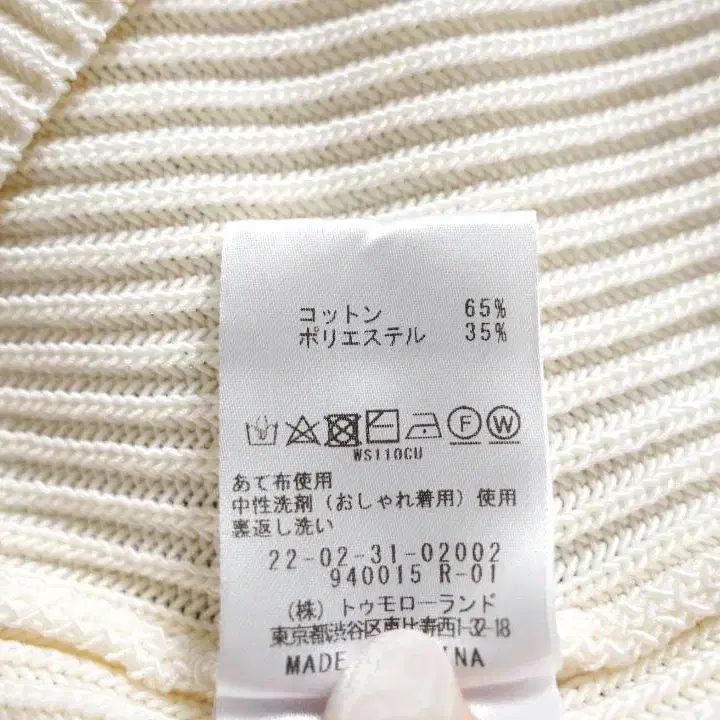 コットン 65%
ポリエステル 35%
F W
WS110CU
あて布使用
中性洗剤（おしゃれ着用）使用
裏返し洗い
22-02-31-02002
940015 R-01
（株）トゥモローランド
東京都渋谷区恵比寿西1-32-18
MADE NA